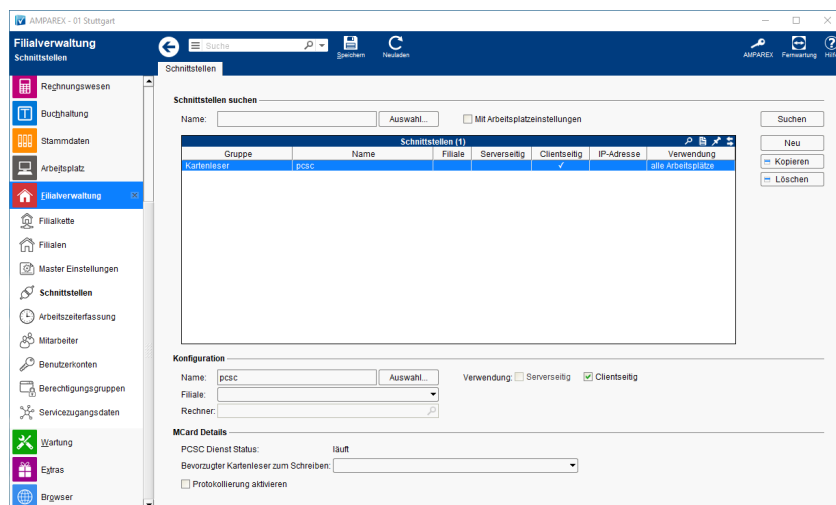 AMPAREX - 01 Stuttgart
Filialverwaltung
Schnittstellen
Suche
Speichern
Neuladen
AMPAREX
Fernwartung
Hilfe
Schnittstellen
Rechnungswesen
Buchhaltung
Stammdaten
Arbeitsplatz
Filialverwaltung
Filialkette
Filialen
Master Einstellungen
Schnittstellen
Arbeitszeiterfassung
Mitarbeiter
Benutzerkonten
Berechtigungsgruppen
Servicezugangsdaten
Wartung
Extras
Browser
Schnittstellen suchen
Name: Auswahl... Mit Arbeitsplatzeinstellungen Suchen
Schnittstellen (1)
Neu
Kopieren
Löschen
Gruppe Name Filiale Serverseitig Clientseitig IP-Adresse Verwendung
Kartenleser pcsc ✓ alle Arbeitsplätze
Konfiguration
Name: pcsc Auswahl... Verwendung: Serverseitig Clientseitig
Filiale:
Rechner:
MCard Details
PCSC Dienst Status: läuft
Bevorzugter Kartenleser zum Schreiben:
Protokollierung aktivieren